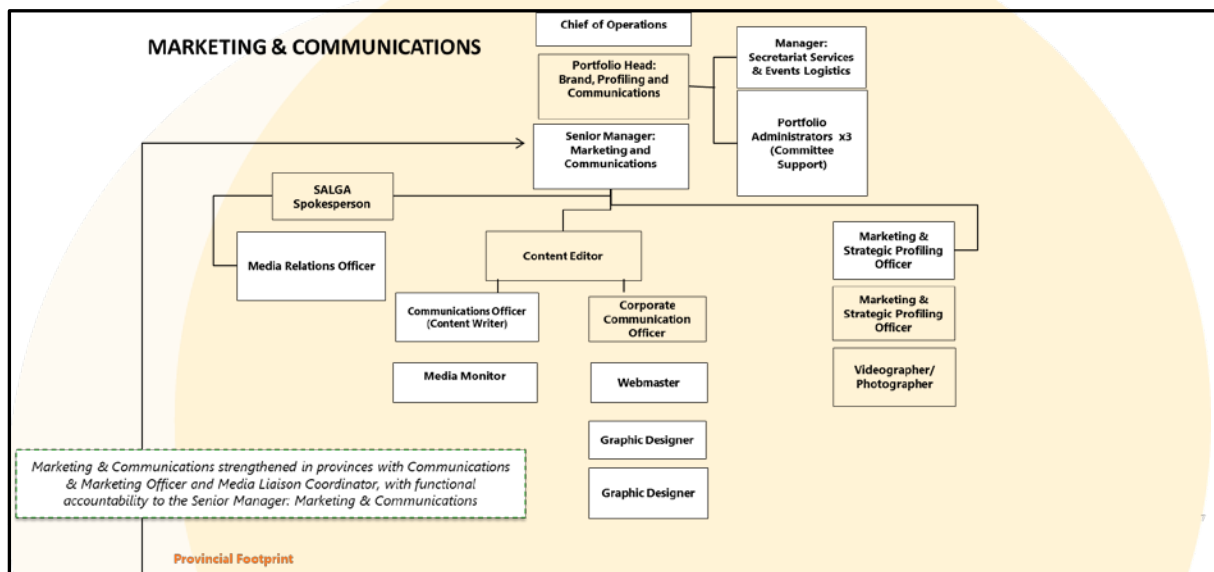 MARKETING & COMMUNICATIONS
Chief of Operations
Portfolio Head:
Brand, Profiling and
Communications
Manager:
Secretariat Services
& Events Logistics
Senior Manager:
Marketing and
Communications
Portfolio
Administrators x3
(Committee
Support)
SALGA
Spokesperson
Media Relations Officer
Content Editor
Marketing &
Strategic Profiling
Officer
Communications Officer
(Content Writer)
Corporate
Communication
Officer
Marketing &
Strategic Profiling
Officer
Media Monitor
Webmaster
Videographer/
Photographer
Graphic Designer
Graphic Designer
Marketing & Communications strengthened in provinces with Communications
& Marketing Officer and Media Liaison Coordinator, with functional
accountability to the Senior Manager: Marketing & Communications
Provincial Footprint